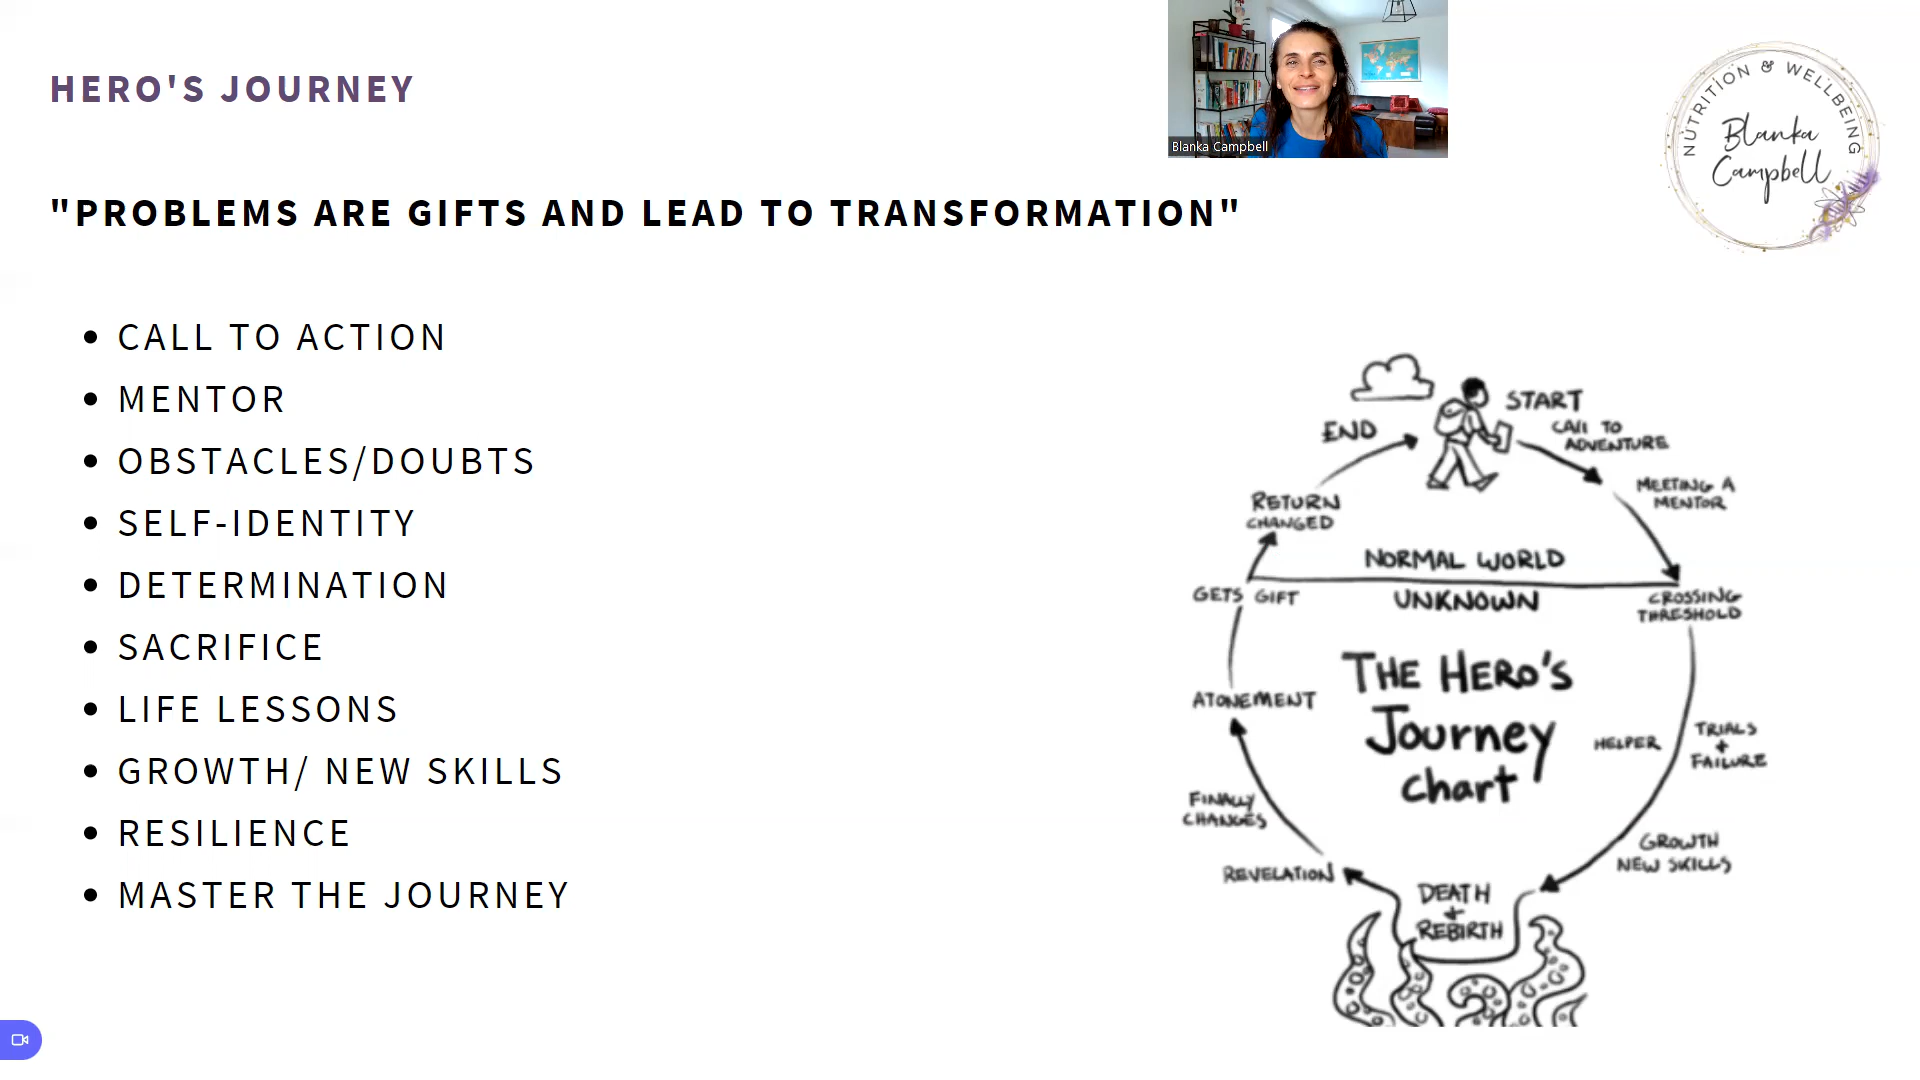 HERO'S JOURNEY
Blanka Campbell
NUTRITION & WELLBEING
Blanka
Campbell
"PROBLEMS ARE GIFTS AND LEAD TO TRANSFORMATION"
• CALL TO ACTION
• MENTOR
• OBSTACLES/DOUBTS
• SELF-IDENTITY
• DETERMINATION
• SACRIFICE
• LIFE LESSONS
• GROWTH/ NEW SKILLS
• RESILIENCE
• MASTER THE JOURNEY
START
CALL TO
ADVENTURE
MEETING A
MENTOR
NORMAL WORLD
UNKNOWN
CROSSING
THRESHOLD
THE HERO'S
Journey
chart
HELPER
TRIALS
+
FAILURE
GROWTH
NEW SKILLS
DEATH
+
REBIRTH
REVELATION
FINALLY
CHANGES
ATONEMENT
GETS GIFT
RETURN
CHANGED
END